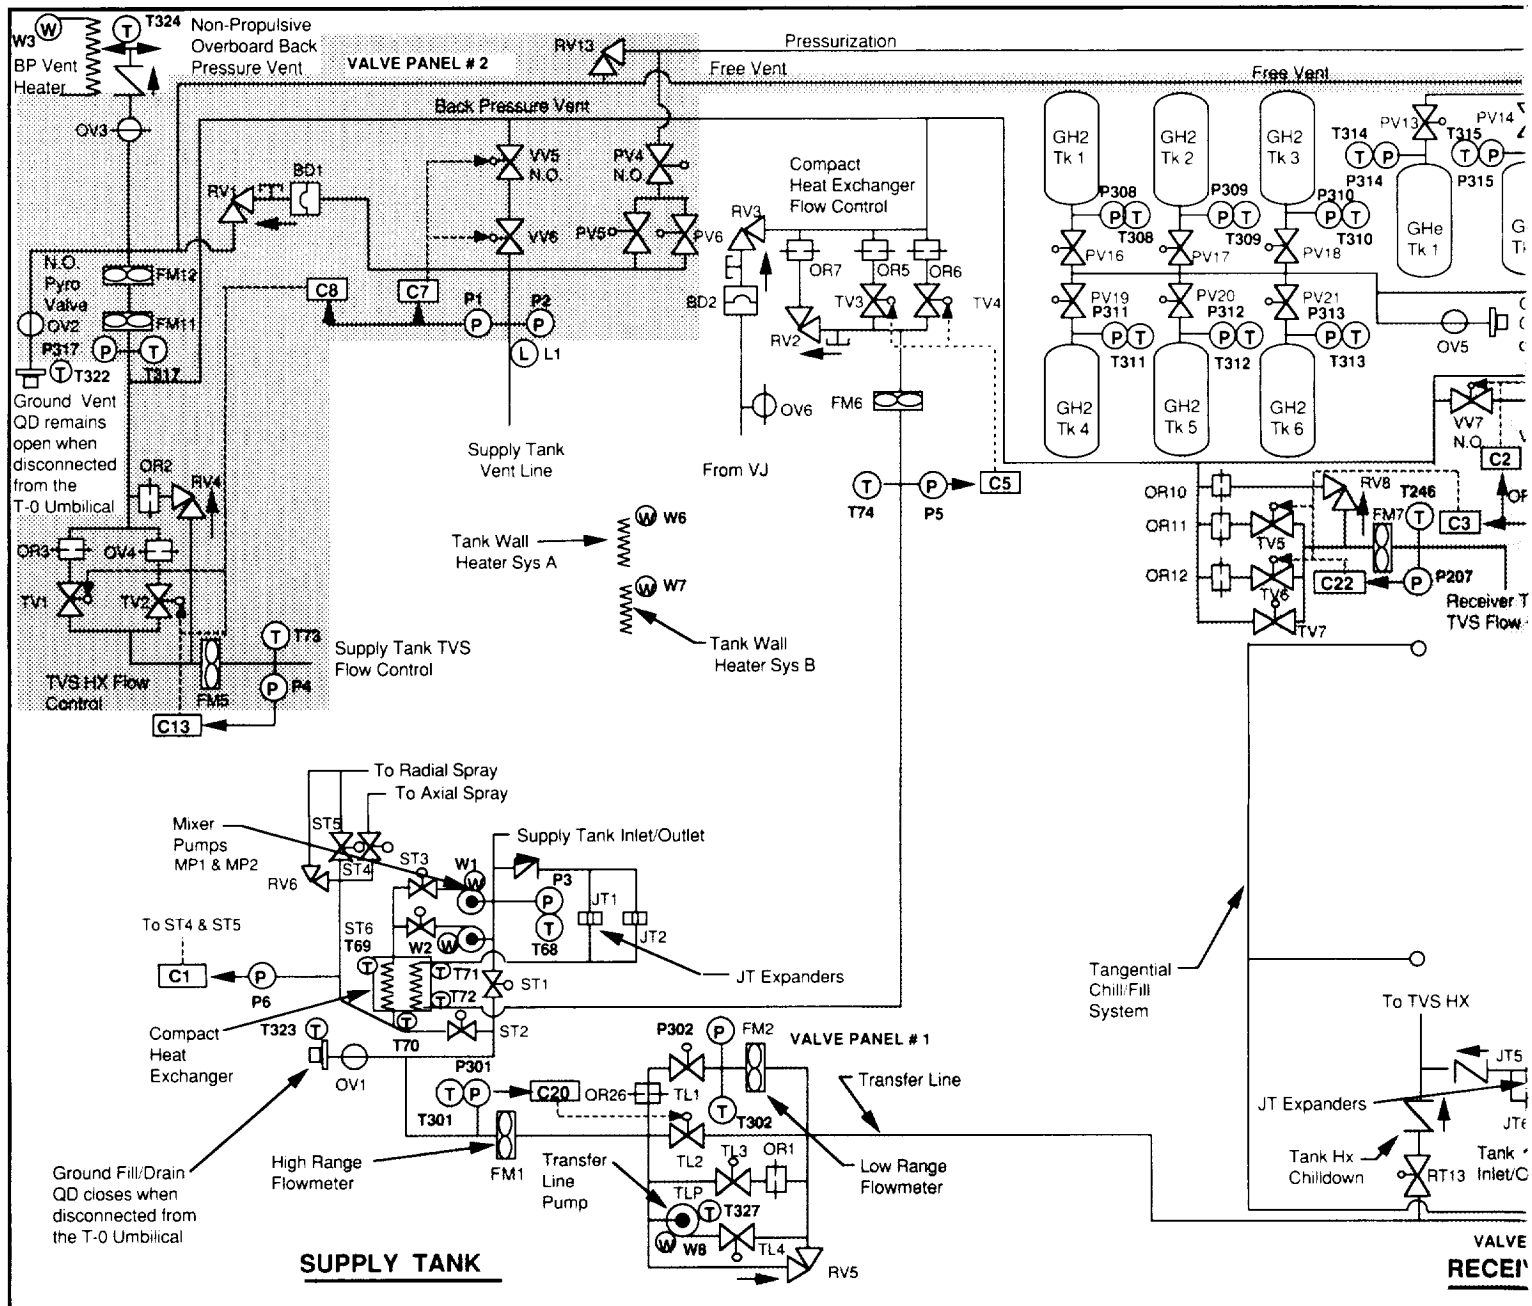 W3
W
T
T324
Non-Propulsive
Overboard Back
Pressure Vent
BP Vent
Heater
VALVE PANEL # 2
RV13
Pressurization
Free Vent
Free Vent
OV3
Back Pressure Vent
VV5
N.O.
PV4
N.O.
RV1
BD1
VV6
PV5
PV6
N.O.
Pyro
Valve
OV2
FM12
FM11
P317
P
T
T
T322
T317
C8
C7
P1
P2
P
P
L
L1
Ground Vent
QD remains
open when
disconnected
from the
T-0 Umbilical
Supply Tank
Vent Line
Compact
Heat Exchanger
Flow Control
RV3
OR7
OR5
OR6
BD2
TV3
TV4
RV2
OV6
FM6
From VJ
T
P
T74
P5
C5
GH2
Tk 1
GH2
Tk 2
GH2
Tk 3
P308
P309
P310
P
T
P
T
P
T
T308
T309
T310
PV16
PV17
PV18
PV19
PV20
PV21
P311
P312
P313
P
T
P
T
P
T
T311
T312
T313
GH2
Tk 4
GH2
Tk 5
GH2
Tk 6
PV13
PV14
T314
T315
T
P
T
P
P314
P315
GHe
Tk 1
OV5
VV7
N.O.
C2
OR2
RV4
OR3
OV4
TV1
TV2
T73
T
P
P4
Supply Tank TVS
Flow Control
TVS HX Flow
Control
FM5
C13
W
W6
Tank Wall
Heater Sys A
W
W7
Tank Wall
Heater Sys B
OR10
OR11
OR12
TV5
TV6
TV7
RV8
FM7
T246
T
C3
C22
P
P207
Receiver T
TVS Flow
To Radial Spray
To Axial Spray
Mixer
Pumps
MP1 & MP2
ST5
ST4
RV6
ST3
W1
W
Supply Tank Inlet/Outlet
P3
P
T
T68
JT1
JT2
JT Expanders
To ST4 & ST5
ST6
T69
W2
W
T
T
T71
T
T72
ST1
ST2
C1
P
P6
Compact
Heat
Exchanger
T323
T
T
T70
OV1
P301
T
P
T301
C20
OR26
P302
P
FM2
VALVE PANEL # 1
TL1
T
T302
Transfer Line
High Range
Flowmeter
FM1
TL2
TL3
OR1
Transfer
Line
Pump
TLP
T
T327
W
W8
TL4
RV5
Low Range
Flowmeter
Ground Fill/Drain
QD closes when
disconnected from
the T-0 Umbilical
SUPPLY TANK
Tangential
Chill/Fill
System
To TVS HX
JT5
JT Expanders
Tank Hx
Chilldown
RT13
Tank
Inlet/O
VALVE
RECEI